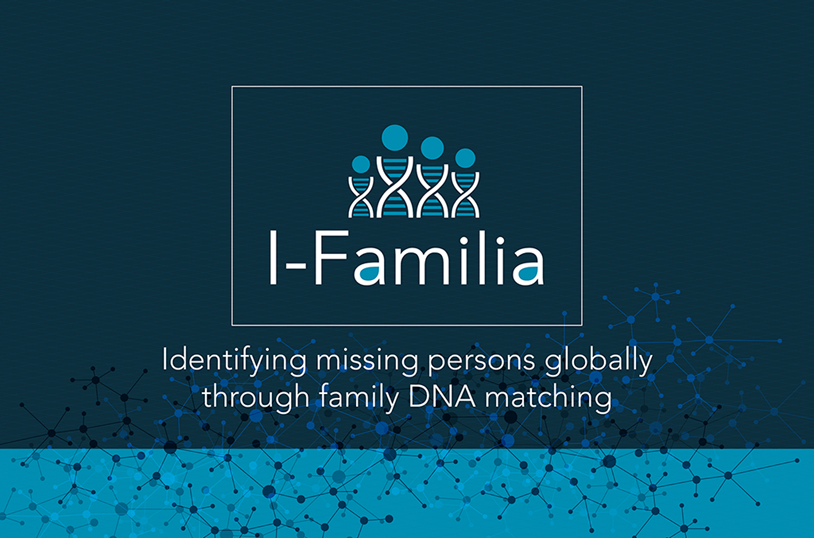 I-Familia
Identifying missing persons globally
through family DNA matching